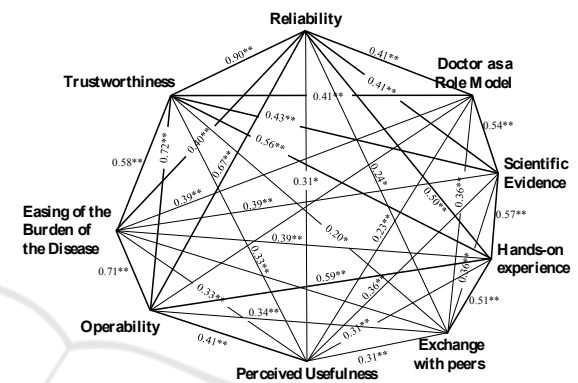 Reliability
0.90**
0.41**
Doctor as a
Role Model
Trustworthiness
0.41**
0.41**
0.43**
0.54**
0.56**
0.40**
0.72**
0.67**
0.58**
0.31*
0.24*
0.50**
0.36**
Scientific
Evidence
0.39**
0.39**
0.57**
Easing of the
Burden of
the Disease
0.20*
0.23**
0.39**
0.33**
Hands-on
experience
0.36**
0.71**
0.59**
0.36**
0.33**
0.34**
0.51**
0.31**
Operability
0.41**
0.31**
Exchange
with peers
Perceived Usefulness